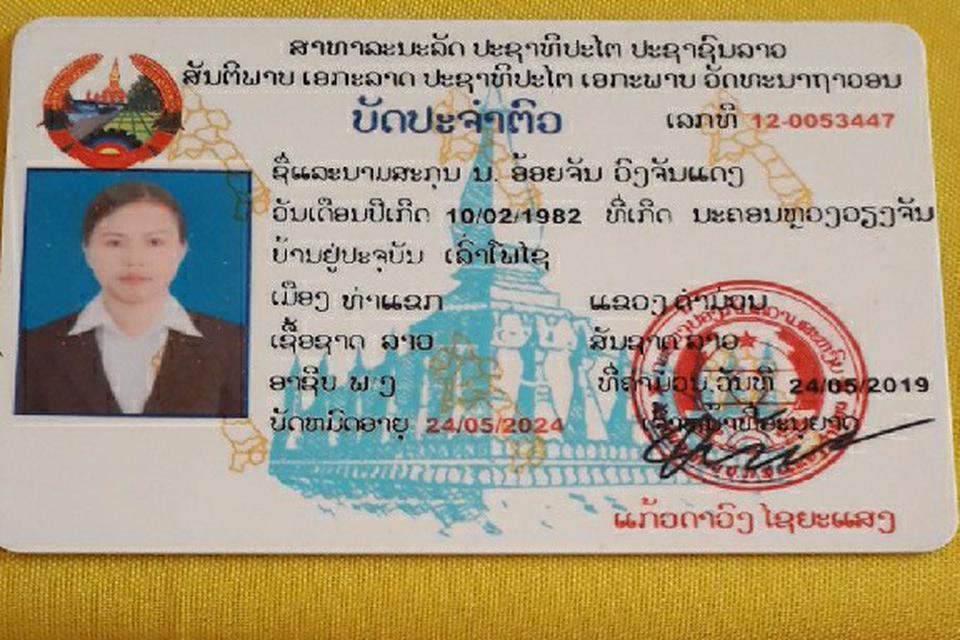 ສາທາລະນະລັດ ປະຊາທິປະໄຕ ປະຊາຊົນລາວ
ສັນຕິພາບ ເອກະລາດ ປະຊາທິປະໄຕ ເອກະພາບ ວັດທະນາຖາວອນ
ບັດປະຈຳຕົວ ເລກທີ 12-0053447
ຊື່ແລະນາມສະກຸນ ນ. ອ້ອຍຈັນ ວົງຈັນແດງ
ວັນເດືອນປີເກີດ 10/02/1982 ທີ່ເກີດ ນະຄອນຫຼວງວຽງຈັນ
ບ້ານຢູ່ປະຈຸບັນ ເລົ່າໂພໄຊ
ເມືອງ ທ່າແຂກ ແຂວງ ຄຳມ່ວນ
ເຊື້ອຊາດ ລາວ ສັນຊາດ ລາວ
ອາຊີບ ພ/ງ ທີ່ຄຳມ່ວນ, ວັນທີ 24/05/2019
ບັດຫມົດອາຍຸ 24/05/2024 ເຈົ້າໜ້າທີ່ອະນຸຍາດ
ແກ້ວດາວົງ ໄຊຍະແສງ